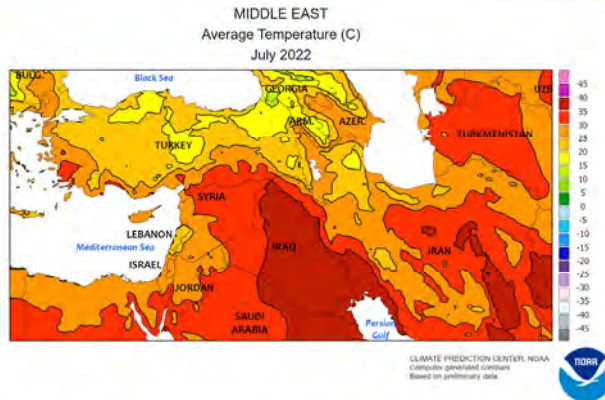 MIDDLE EAST
Average Temperature (C)
July 2022
BULG.
Black Sea
GEORGIA
UZB
ARM.
AZER.
TURKEY
TURKMENISTAN
SYRIA
LEBANON
Mediterranean Sea
IRAQ
IRAN
ISRAEL
JORDAN
SAUDI
ARABIA
Persian
Gulf
45
40
35
30
25
20
15
10
5
0
-5
-10
-15
-20
-25
-30
-35
-40
-45
CLIMATE PREDICTION CENTER, NOAA
Computer generated contours
Based on preliminary data
NOAA